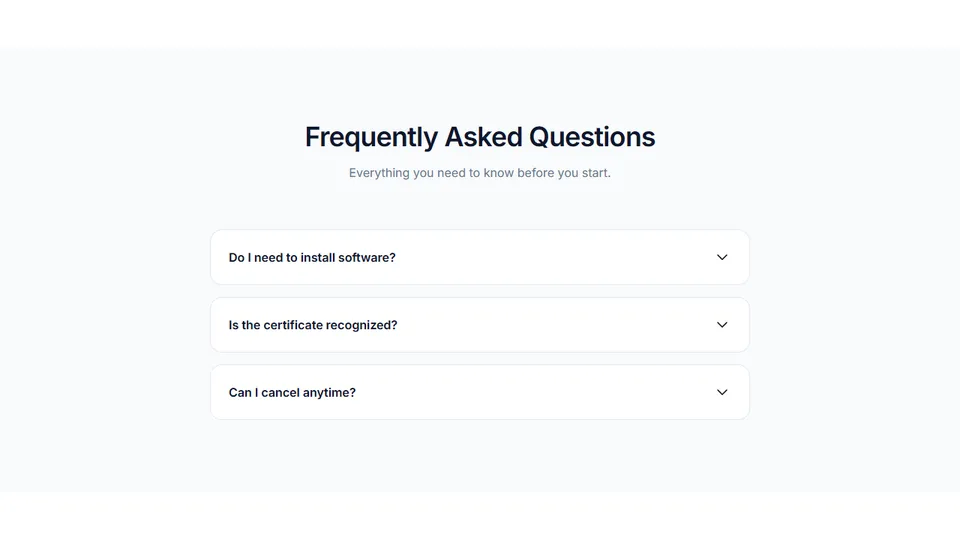 Frequently Asked Questions
Everything you need to know before you start.
Do I need to install software?
Is the certificate recognized?
Can I cancel anytime?